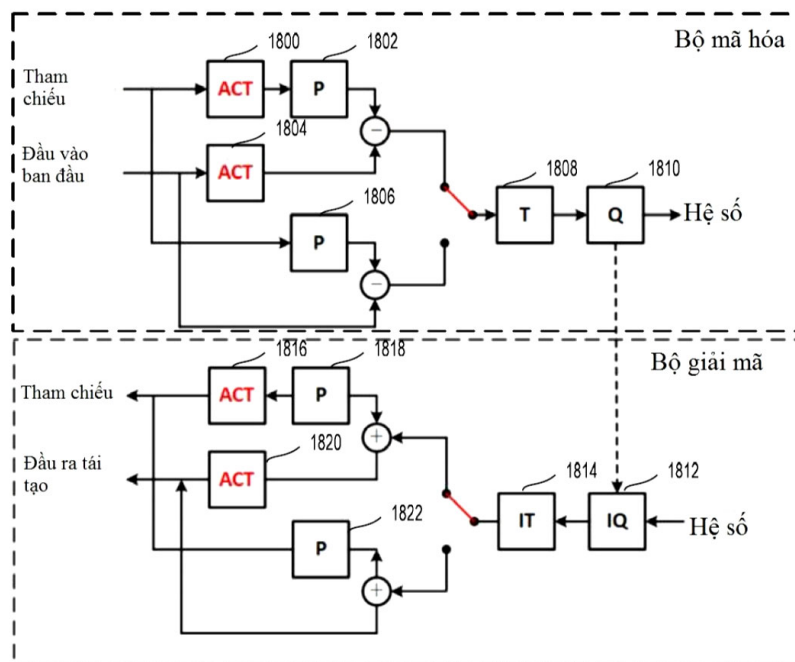 Bộ mã hóa
1800
1802
Tham
chiếu
ACT
P
1804
Đầu vào
ban đầu
ACT
1806
P
1808
1810
T
Q
Hệ số
Bộ giải mã
1816
1818
Tham chiếu
ACT
P
1820
Đầu ra tái
tạo
ACT
1822
P
1814
1812
IT
IQ
Hệ số